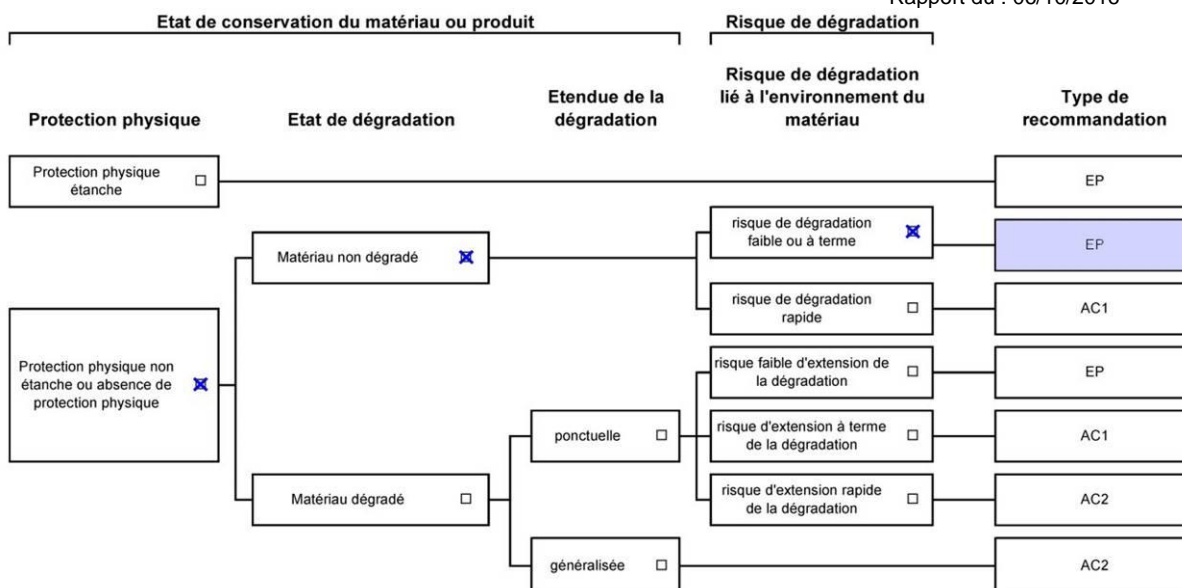 Rapport du :
Etat de conservation du matériau ou produit
Risque de dégradation
Protection physique
Etat de dégradation
Etendue de la
dégradation
Risque de dégradation
lié à l'environnement du
matériau
Type de
recommandation
Protection physique
étanche
EP
risque de dégradation
faible ou à terme
EP
Matériau non dégradé
risque de dégradation
rapide
AC1
Protection physique non
étanche ou absence de
protection physique
risque faible d'extension de
la dégradation
EP
ponctuelle
risque d'extension à terme
de la dégradation
AC1
Matériau dégradé
risque d'extension rapide
de la dégradation
AC2
généralisée
AC2